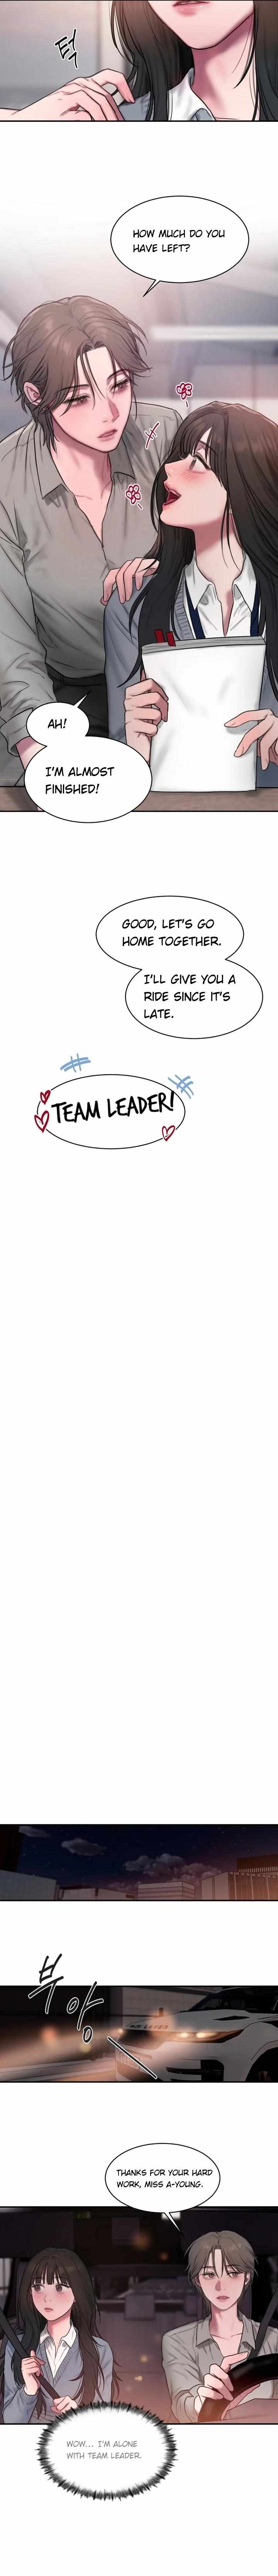 턱
HOW MUCH DO YOU
HAVE LEFT?
AH!
I'M ALMOST
FINISHED!
GOOD, LET'S GO
HOME TOGETHER.
I'LL GIVE YOU A
RIDE SINCE IT'S
LATE.
TEAM LEADER!
부
아
앙
THANKS FOR YOUR HARD
WORK, MISS A-YOUNG.
WOW... I'M ALONE
WITH TEAM LEADER.